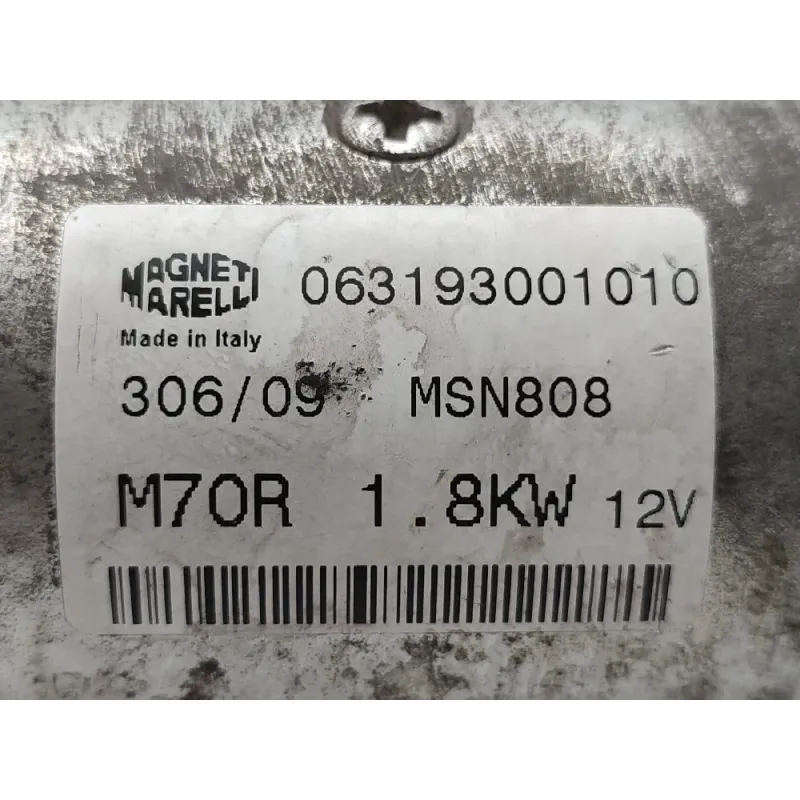 MAGNETI
MARELLI 063193001010
Made in Italy
306/09 MSN808
M70R 1.8KW 12V